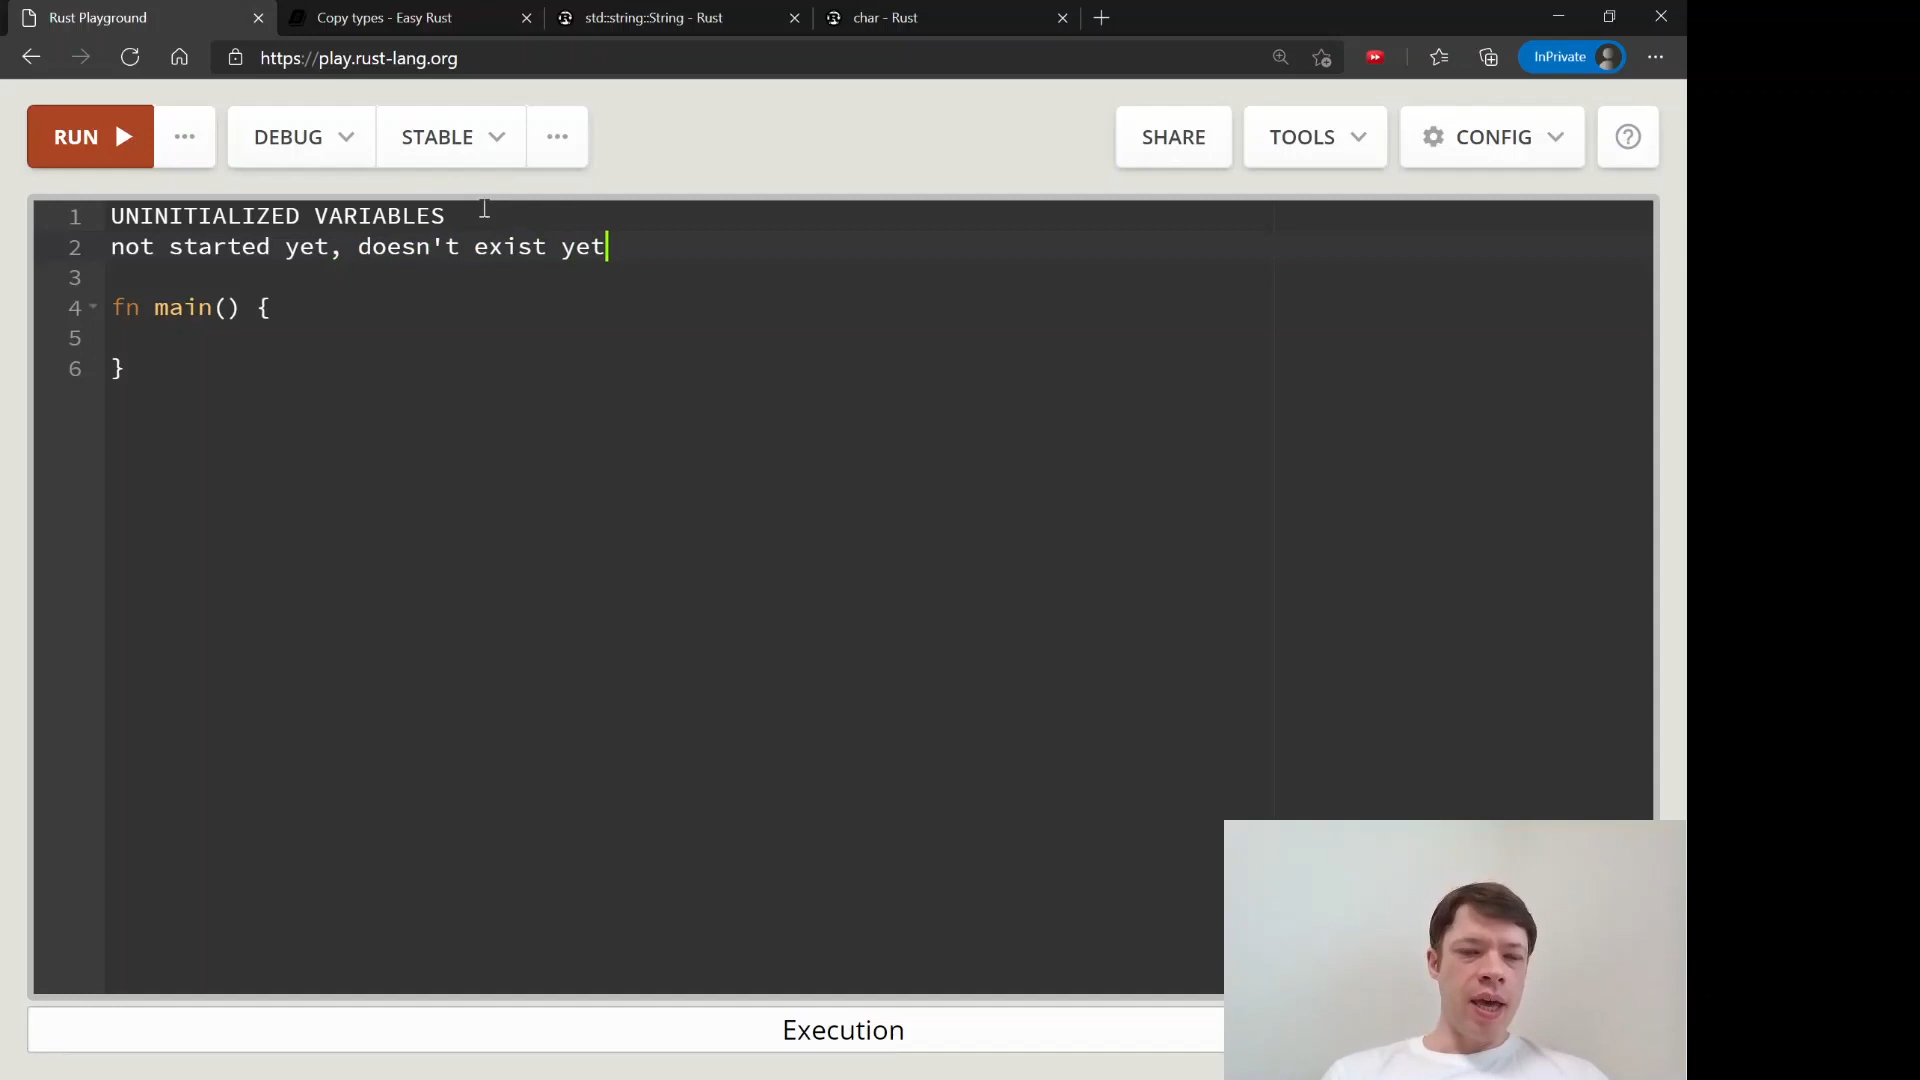 Rust Playground
Copy types - Easy Rust
std::string::String - Rust
char - Rust
https://play.rust-lang.org
InPrivate
RUN
DEBUG
STABLE
SHARE
TOOLS
CONFIG
1 UNINITIALIZED VARIABLES
2 not started yet, doesn't exist yet
3
4 fn main() {
5
6 }
Execution